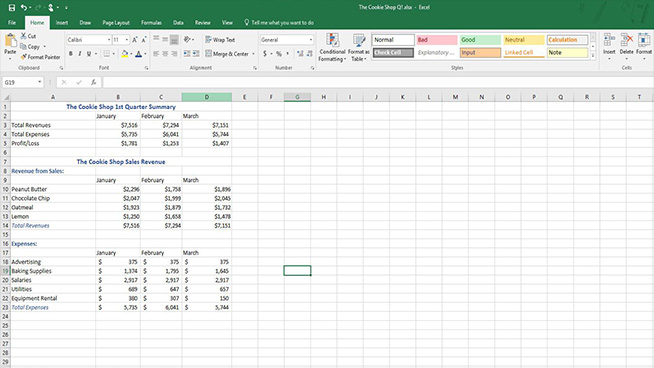 The Cookie Shop Q1.xlsx - Excel
File Home Insert Draw Page Layout Formulas Data Review View Tell me what you want to do
Cut
Copy
Format Painter
Paste
Clipboard
Calibri 11
B I U
Font
Wrap Text
Merge & Center
Alignment
General
$ % ,
Number
Conditional Formatting
Format as Table
Normal Bad Good Neutral Calculation
Check Cell Explanatory... Input Linked Cell Note
Styles
Insert Delete Format
Cells
G19 fx
A B C D E F G H I J K L M N O P Q R S T
1 The Cookie Shop 1st Quarter Summary
2 January February March
3 Total Revenues $7,516 $7,294 $7,151
4 Total Expenses $5,735 $6,041 $5,744
5 Profit/Loss $1,781 $1,253 $1,407
6
7 The Cookie Shop Sales Revenue
8 Revenue from Sales:
9 January February March
10 Peanut Butter $2,296 $1,758 $1,896
11 Chocolate Chip $2,047 $1,999 $2,045
12 Oatmeal $1,923 $1,879 $1,732
13 Lemon $1,250 $1,658 $1,478
14 Total Revenues $7,516 $7,294 $7,151
15
16 Expenses:
17 January February March
18 Advertising $ 375 $ 375 $ 375
19 Baking Supplies $ 1,374 $ 1,795 $ 1,645
20 Salaries $ 2,917 $ 2,917 $ 2,917
21 Utilities $ 689 $ 647 $ 657
22 Equipment Rental $ 380 $ 307 $ 150
23 Total Expenses $ 5,735 $ 6,041 $ 5,744
24
25
26
27
28
29